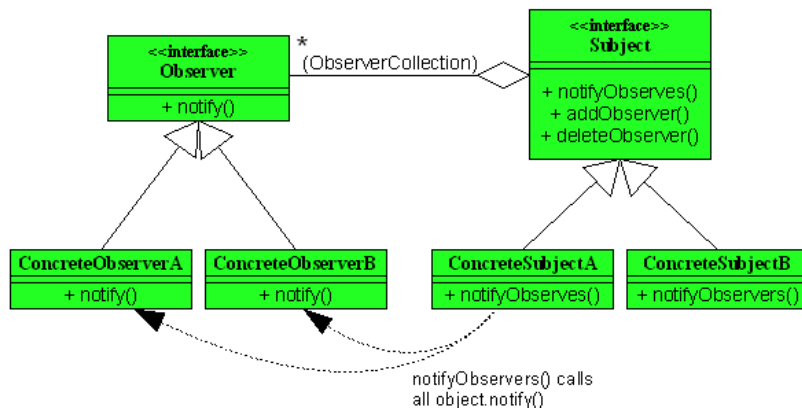 <<interface>>
Observer
+ notify()
*
(ObserverCollection)
<<interface>>
Subject
+ notifyObserves()
+ addObserver()
+ deleteObserver()
ConcreteObserverA
+ notify()
ConcreteObserverB
+ notify()
ConcreteSubjectA
+ notifyObserves()
ConcreteSubjectB
+ notifyObservers()
notifyObservers() calls
all object.notify()